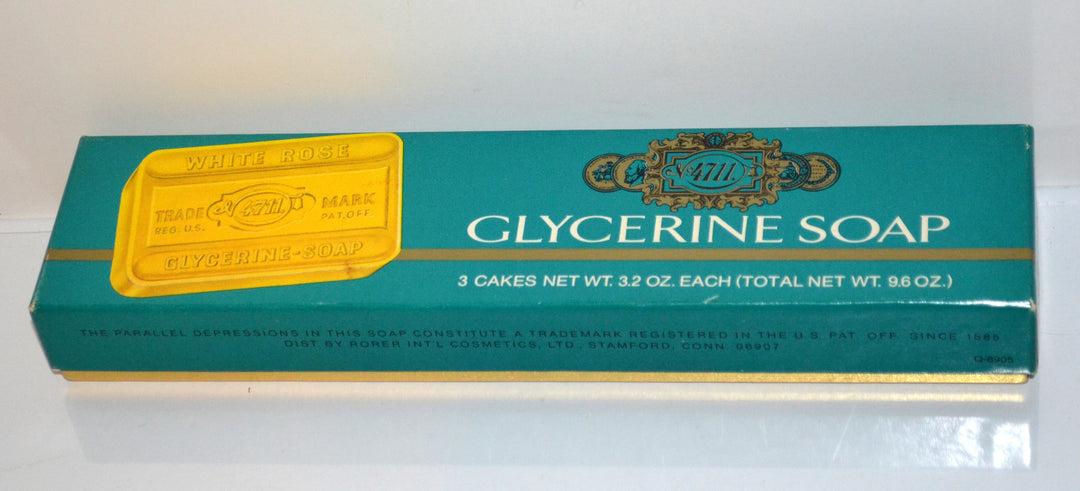 WHITE ROSE
TRADE Nº 4711. MARK
REG. U.S. PAT. OFF.
GLYCERINE-SOAP
Nº 4711.
GLYCERINE SOAP
3 CAKES NET WT. 3.2 OZ. EACH (TOTAL NET WT. 9.6 OZ.)
THE PARALLEL DEPRESSIONS IN THIS SOAP CONSTITUTE A TRADEMARK REGISTERED IN THE U.S. PAT. OFF. SINCE 1885
DIST. BY RORER INT'L COSMETICS, LTD., STAMFORD, CONN. 06907
Q-6905